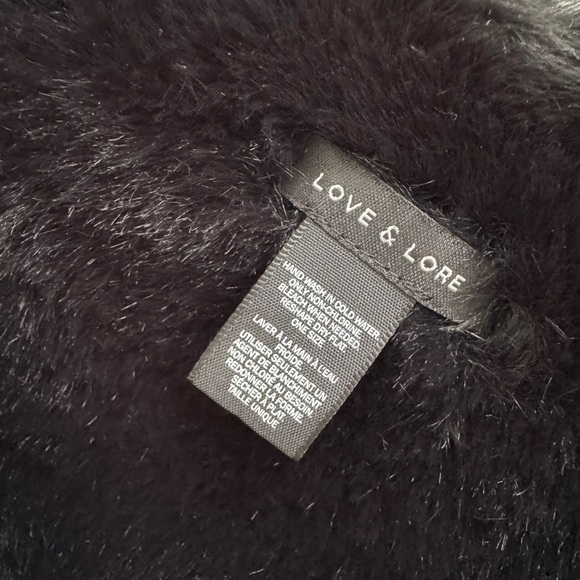 LOVE & LORE
HAND WASH IN COLD WATER
ONLY NON-CHLORINE
BLEACH WHEN NEEDED
RESHAPE DRY FLAT
ONE SIZE
LAVER À LA MAIN À L'EAU
FROIDE.
UTILISER SEULEMENT UN
AGENT DE BLANCHIMENT
NON CHLORÉ AU BESOIN
REDONNER LA FORME
SÉCHER À PLAT
TAILLE UNIQUE